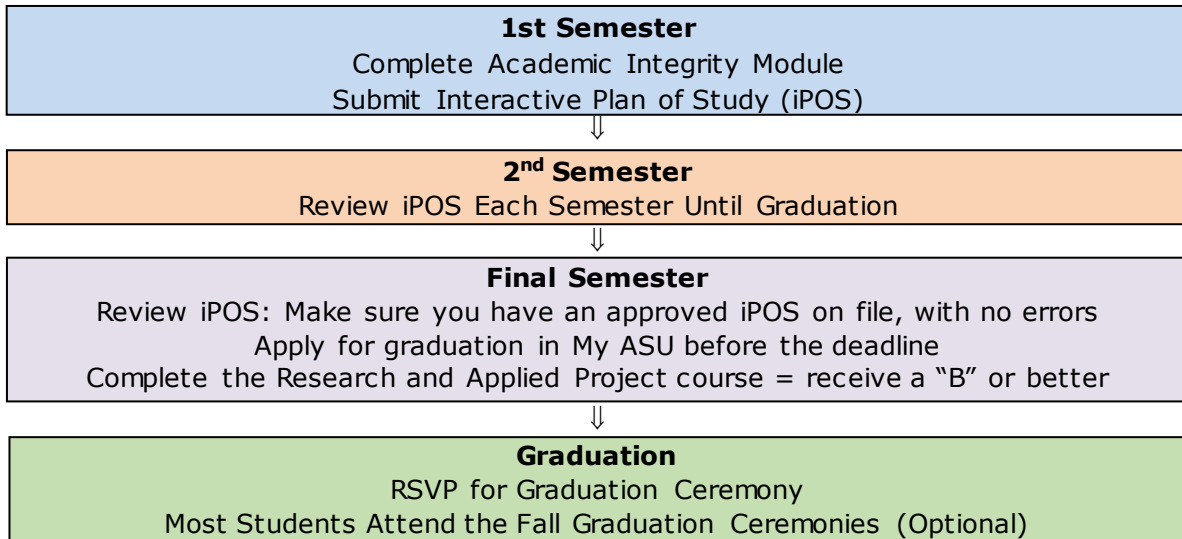 1st Semester
Complete Academic Integrity Module
Submit Interactive Plan of Study (iPOS)
⇓
2nd Semester
Review iPOS Each Semester Until Graduation
⇓
Final Semester
Review iPOS: Make sure you have an approved iPOS on file, with no errors
Apply for graduation in My ASU before the deadline
Complete the Research and Applied Project course = receive a “B” or better
⇓
Graduation
RSVP for Graduation Ceremony
Most Students Attend the Fall Graduation Ceremonies (Optional)